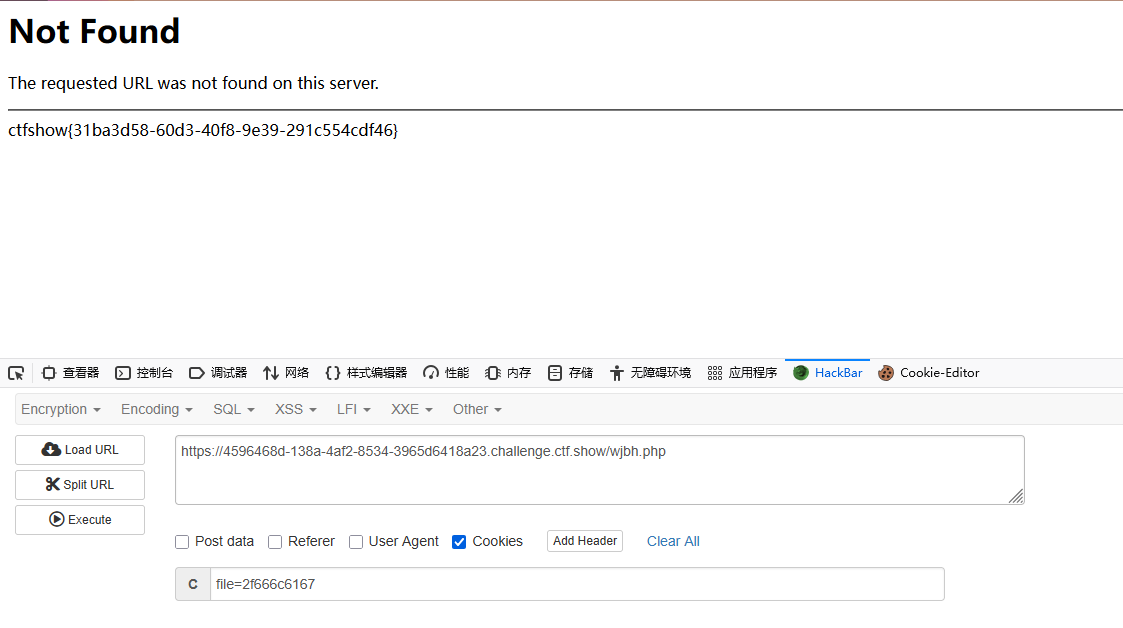 Not Found
The requested URL was not found on this server.
ctfshow{31ba3d58-60d3-40f8-9e39-291c554cdf46}
查看器 控制台 调试器 网络 样式编辑器 性能 内存 存储 无障碍环境 应用程序 HackBar Cookie-Editor
Encryption Encoding SQL XSS LFI XXE Other
Load URL https://4596468d-138a-4af2-8534-3965d6418a23.challenge.ctf.show/wjbh.php
Split URL
Execute
Post data Referer User Agent Cookies Add Header Clear All
C file=2f666c6167